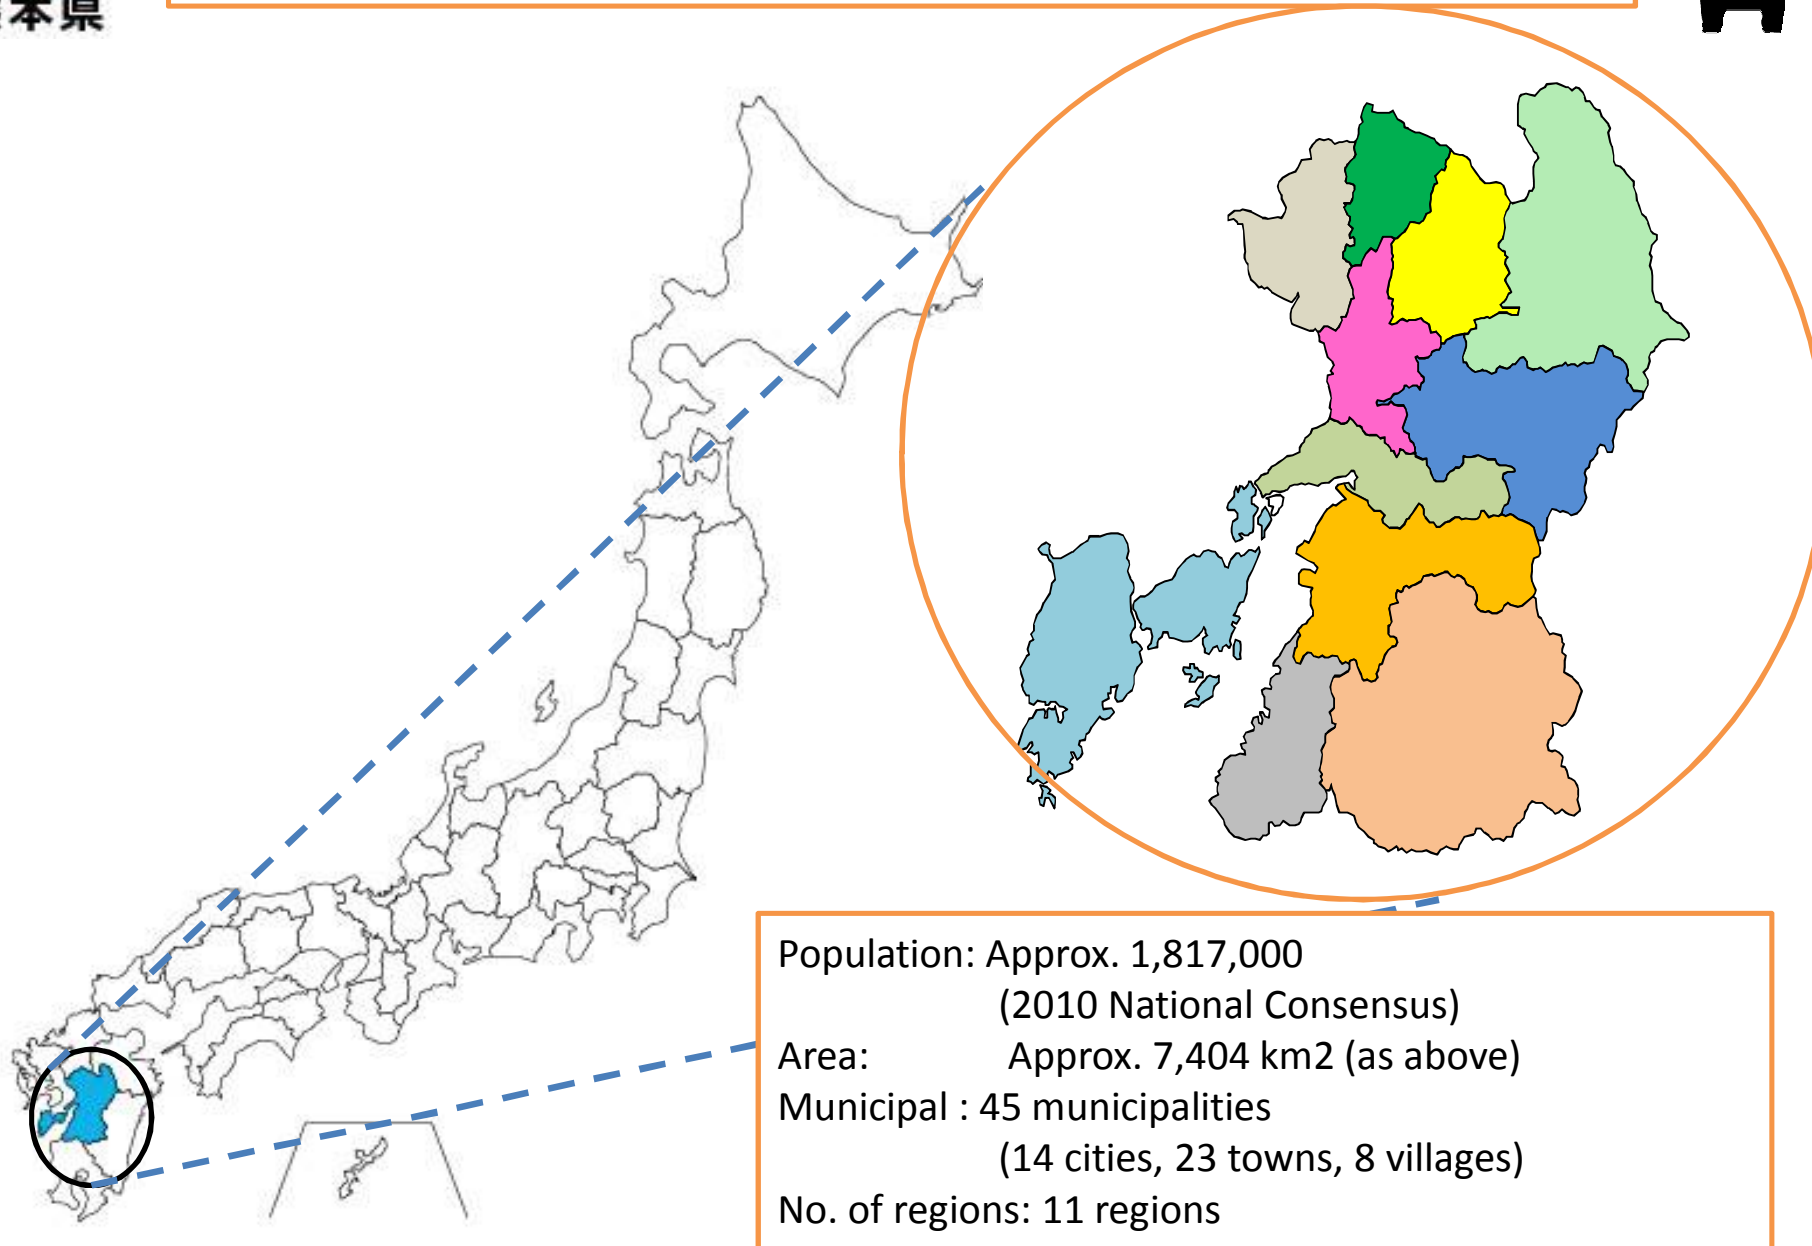 本県
Population: Approx. 1,817,000
(2010 National Consensus)
Area: Approx. 7,404 km2 (as above)
Municipal : 45 municipalities
(14 cities, 23 towns, 8 villages)
No. of regions: 11 regions